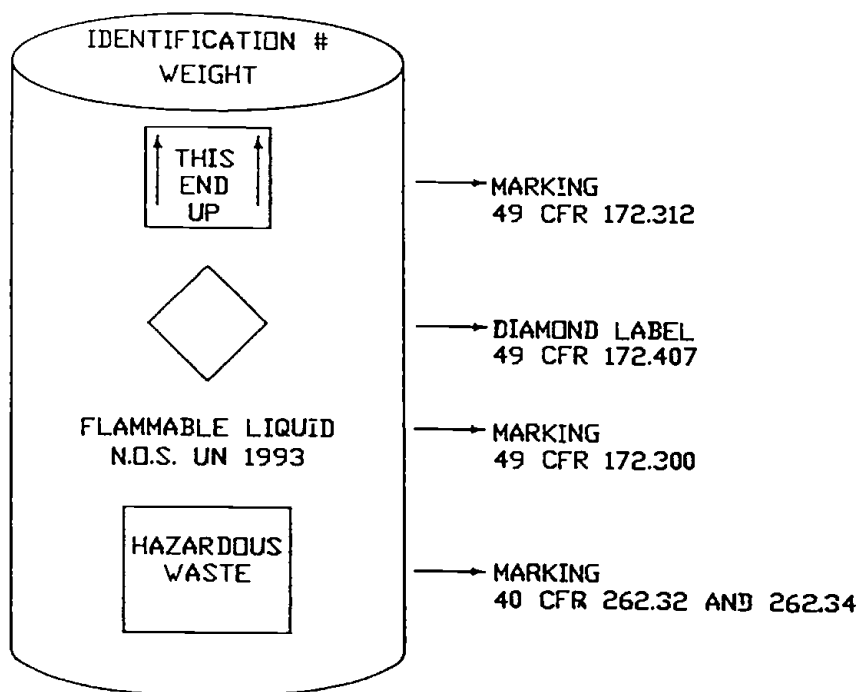 IDENTIFICATION #
WEIGHT
THIS
END
UP
MARKING
49 CFR 172.312
DIAMOND LABEL
49 CFR 172.407
FLAMMABLE LIQUID
N.O.S. UN 1993
MARKING
49 CFR 172.300
HAZARDOUS
WASTE
MARKING
40 CFR 262.32 AND 262.34